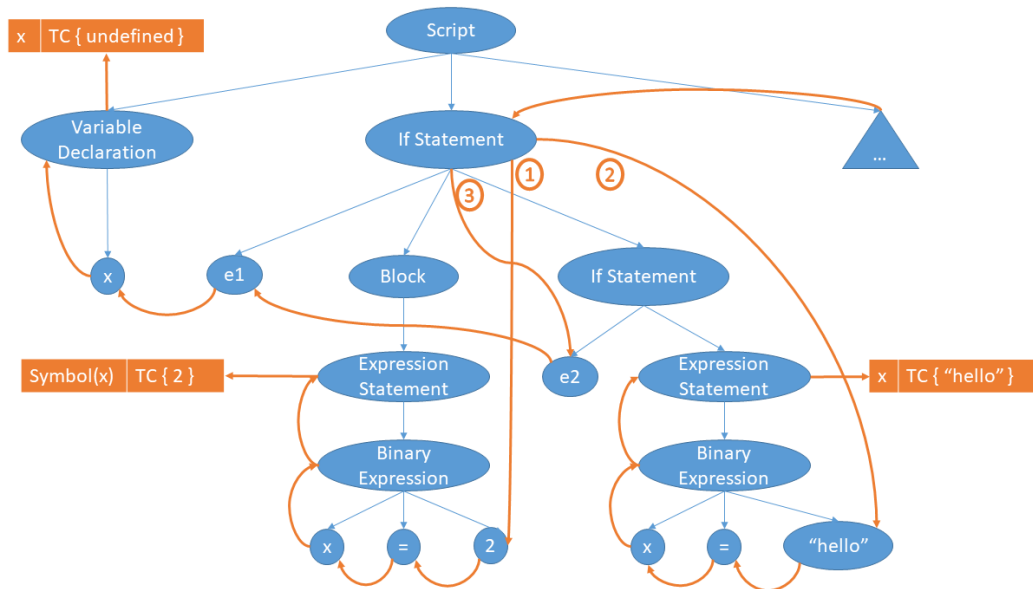 x TC { undefined }
Script
Variable
Declaration
If Statement
...
1
2
3
x
e1
Block
If Statement
Symbol(x) TC { 2 }
Expression
Statement
e2
Expression
Statement
x TC { “hello” }
Binary
Expression
Binary
Expression
x
=
2
x
=
“hello”